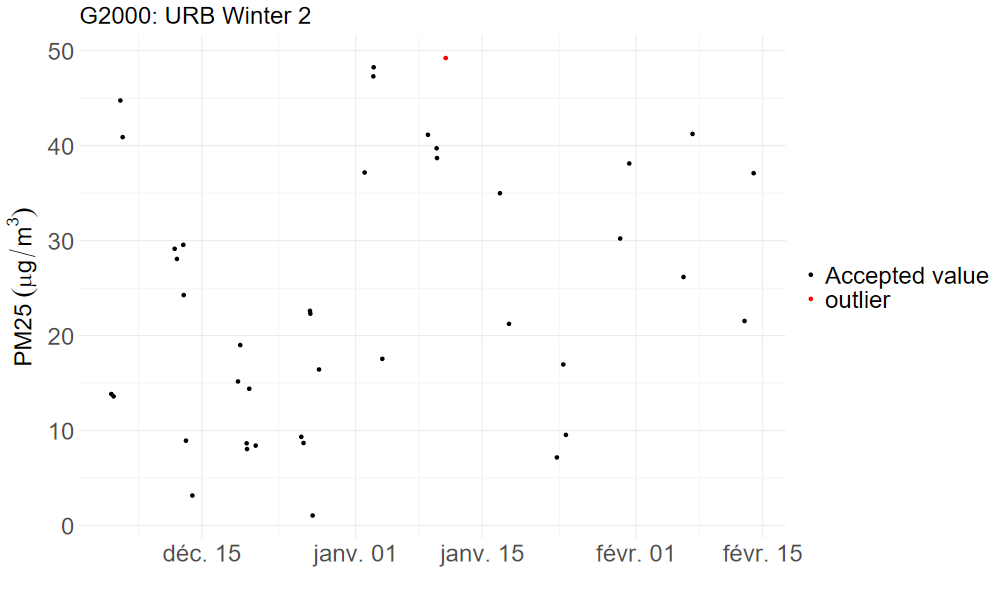 G2000: URB Winter 2
PM25 (μg/m³)
50
40
30
20
10
0
déc. 15
janv. 01
janv. 15
févr. 01
févr. 15
Accepted value
outlier